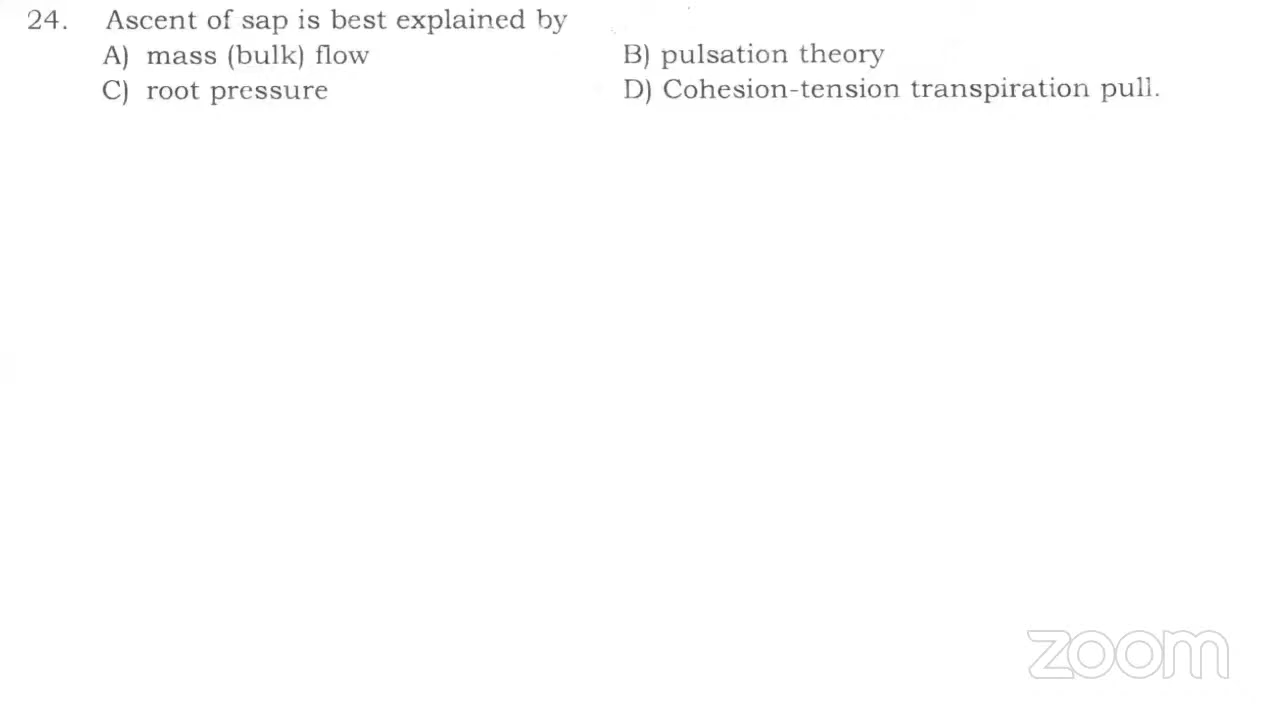 24. Ascent of sap is best explained by
A) mass (bulk) flow B) pulsation theory
C) root pressure D) Cohesion-tension transpiration pull.
zoom